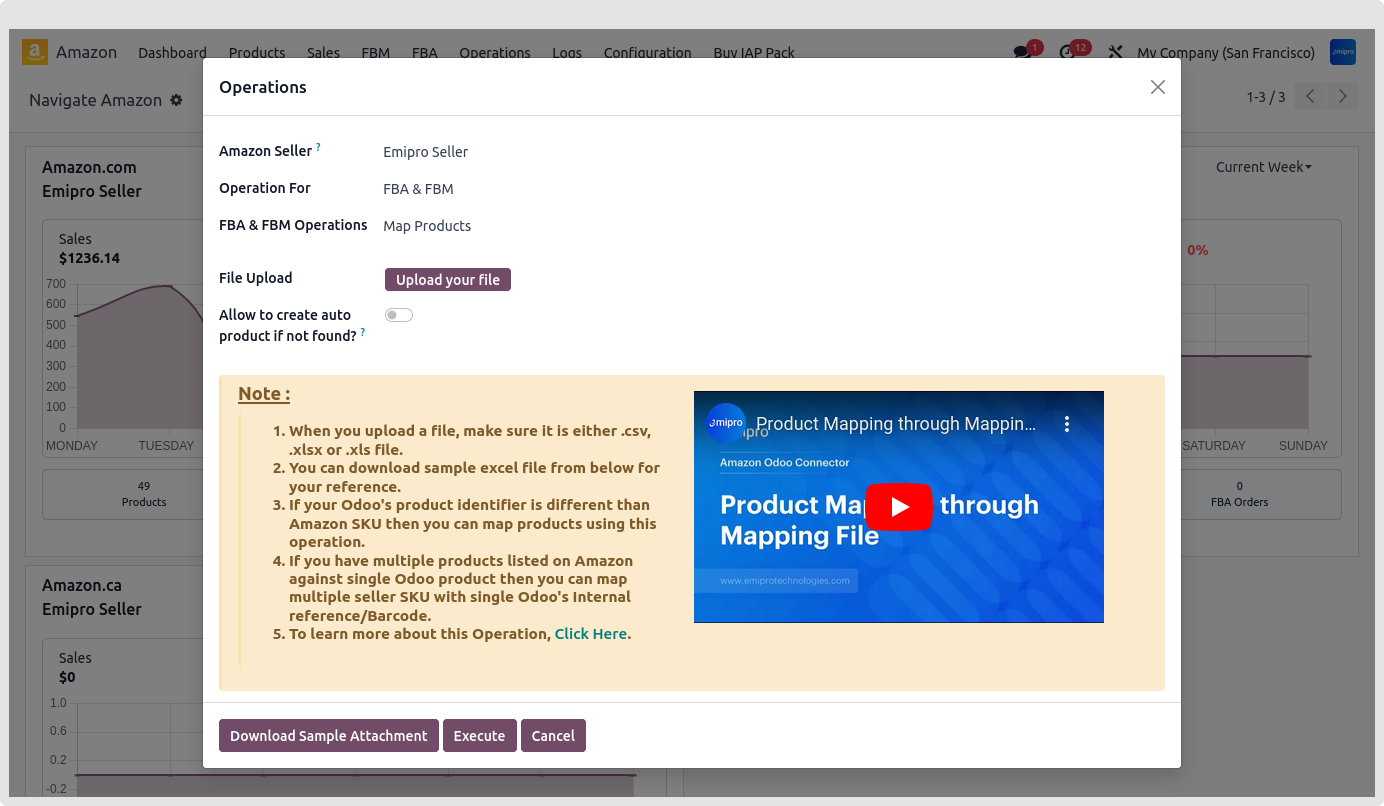 Amazon Dashboard Products Sales FBM FBA Operations Logs Configuration Buy IAP Pack 1 12 My Company (San Francisco) emipro
Navigate Amazon 1-3 / 3
Operations
Amazon Seller ? Emipro Seller
Operation For FBA & FBM
FBA & FBM Operations Map Products
File Upload Upload your file
Allow to create auto
product if not found? ?
Note :
1. When you upload a file, make sure it is either .csv,
.xlsx or .xls file.
2. You can download sample excel file from below for
your reference.
3. If your Odoo's product identifier is different than
Amazon SKU then you can map products using this
operation.
4. If you have multiple products listed on Amazon
against single Odoo product then you can map
multiple seller SKU with single Odoo's Internal
reference/Barcode.
5. To learn more about this Operation, Click Here.
emipro Product Mapping through Mappin...
Amazon Odoo Connector
Product Map through
Mapping File
www.emiprotechnologies.com
Download Sample Attachment Execute Cancel
Amazon.com
Emipro Seller
Current Week
Sales
$1236.14
0%
700
600
500
400
300
200
100
0
MONDAY TUESDAY SATURDAY SUNDAY
49
Products
0
FBA Orders
Amazon.ca
Emipro Seller
Sales
$0
1.0
0.6
0.2
-0.2